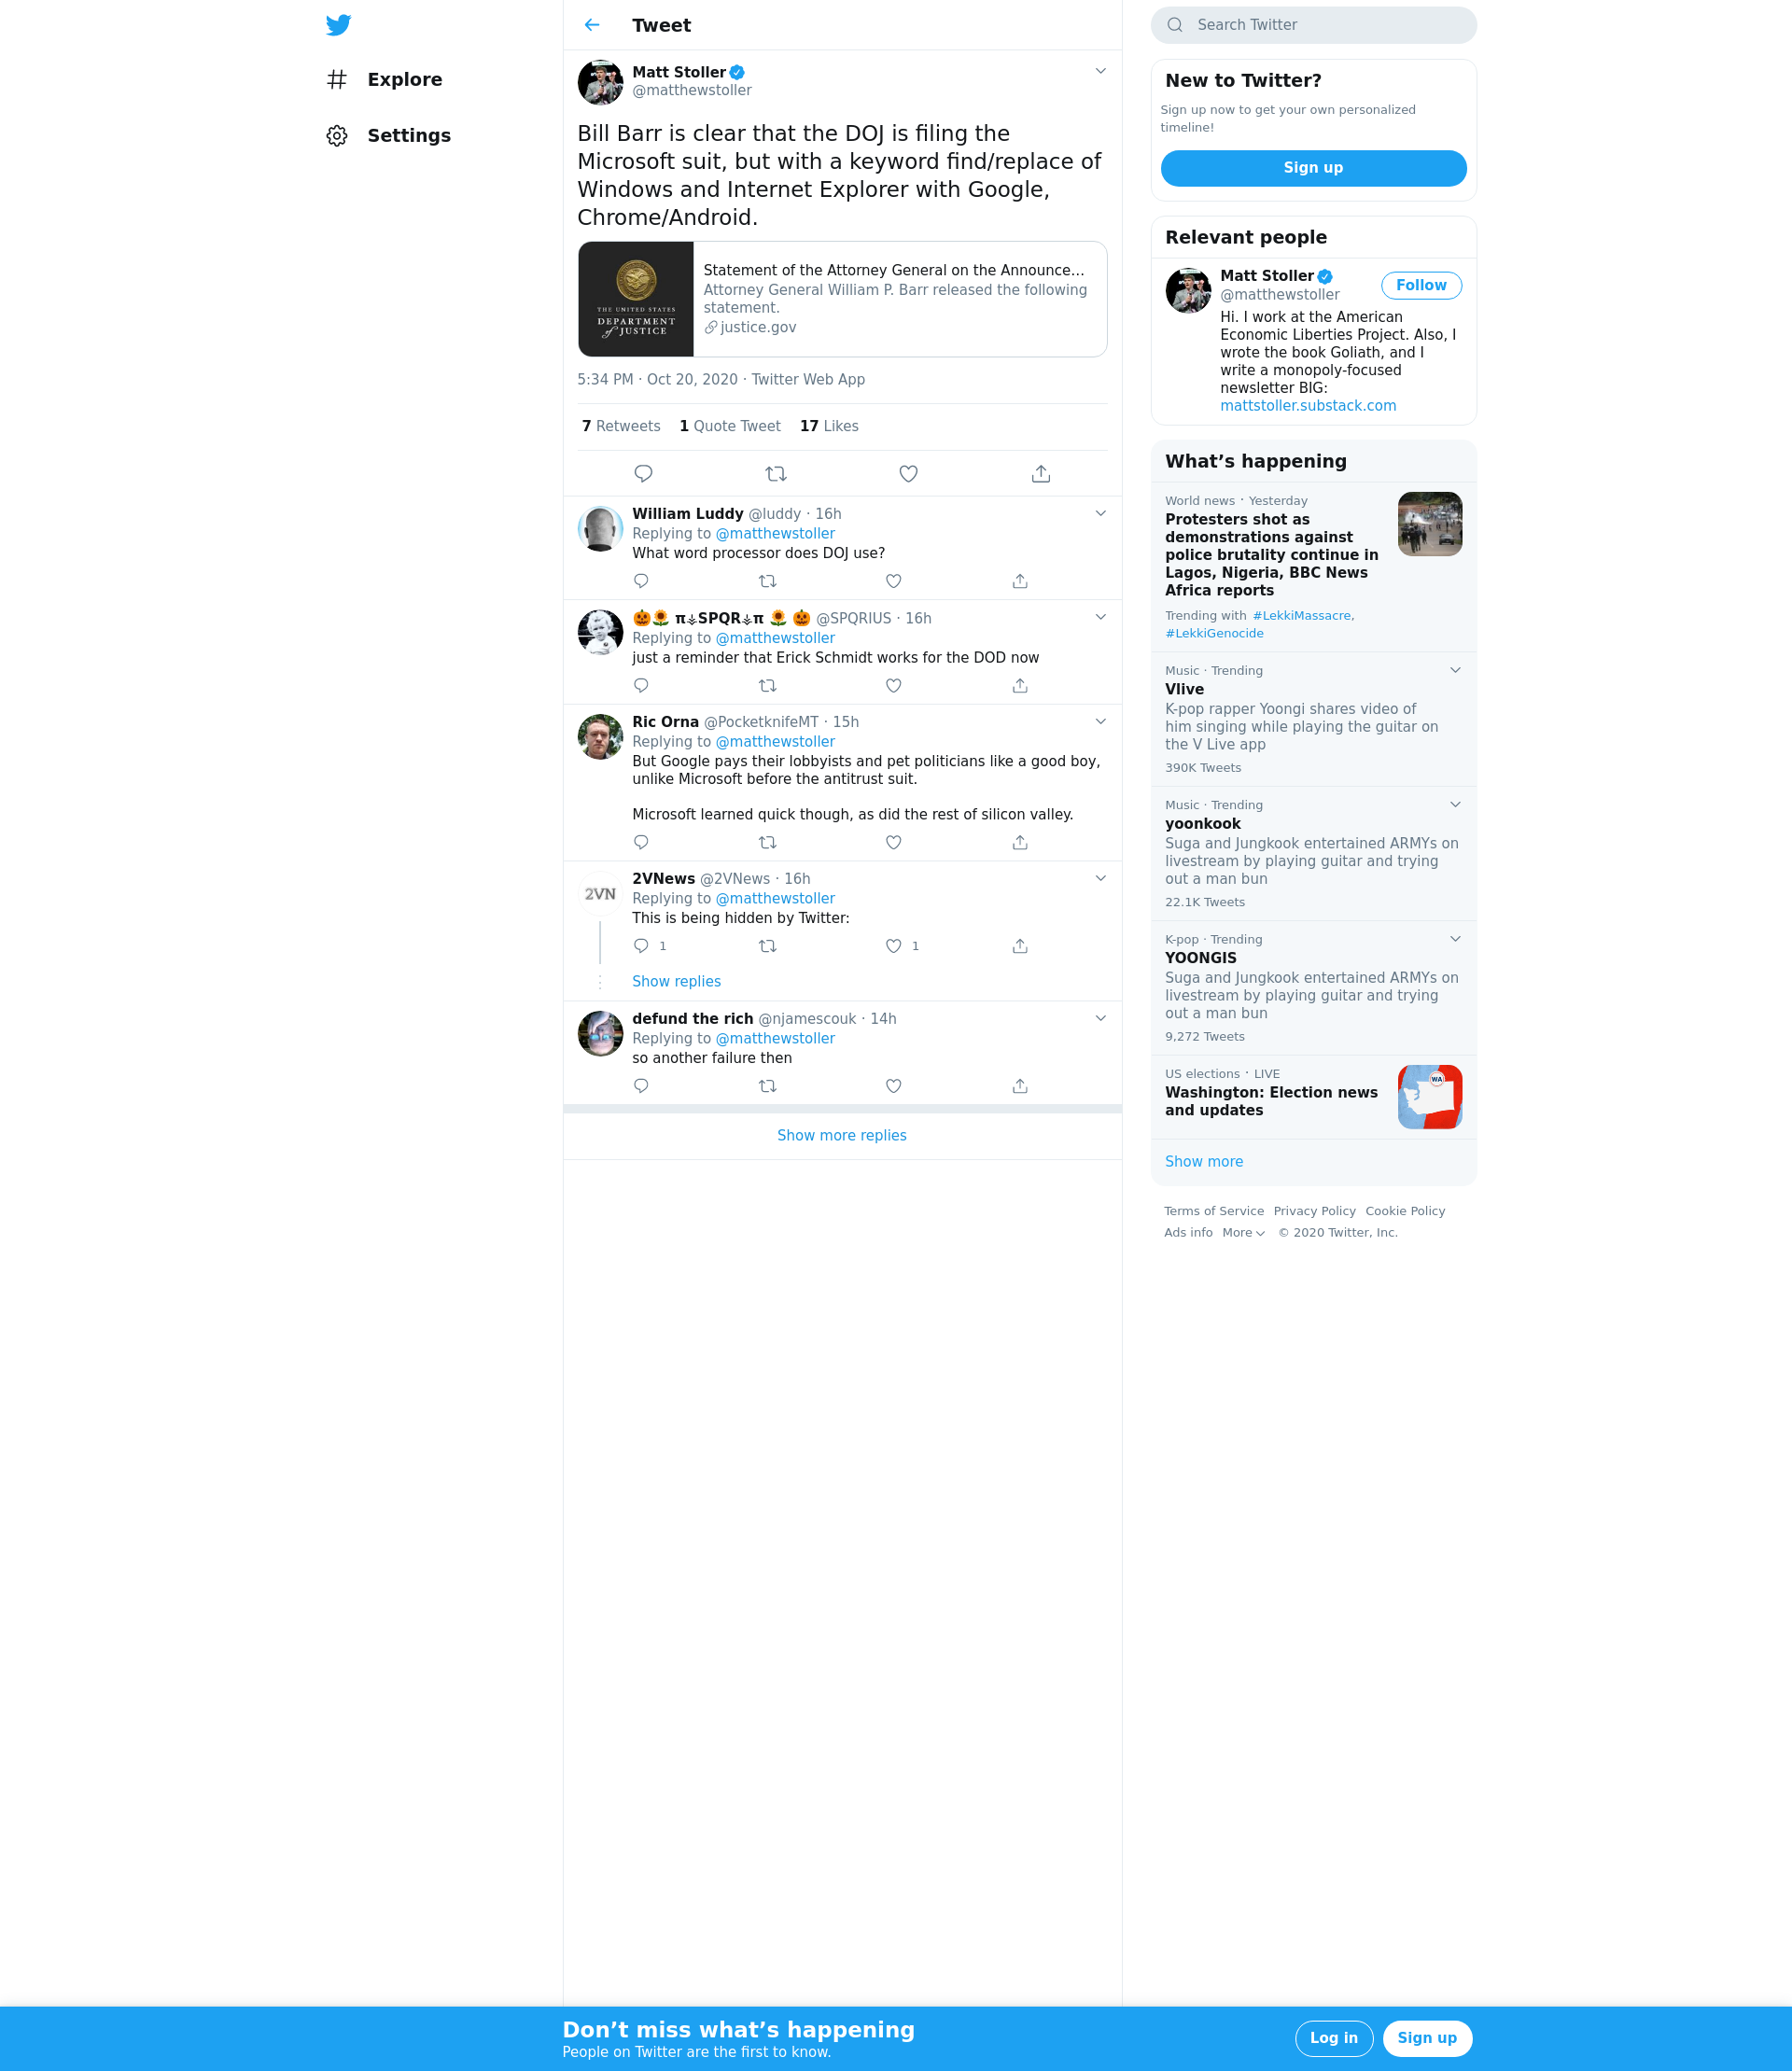 Explore
Settings
Tweet
Matt Stoller
@matthewstoller
Bill Barr is clear that the DOJ is filing the
Microsoft suit, but with a keyword find/replace of
Windows and Internet Explorer with Google,
Chrome/Android.
THE UNITED STATES
DEPARTMENT
of JUSTICE
Statement of the Attorney General on the Announce...
Attorney General William P. Barr released the following
statement.
justice.gov
5:34 PM · Oct 20, 2020 · Twitter Web App
7 Retweets 1 Quote Tweet 17 Likes
William Luddy @luddy · 16h
Replying to @matthewstoller
What word processor does DOJ use?
🎃🌻 π⚶SPQR⚶π 🌻 🎃 @SPQRIUS · 16h
Replying to @matthewstoller
just a reminder that Erick Schmidt works for the DOD now
Ric Orna @PocketknifeMT · 15h
Replying to @matthewstoller
But Google pays their lobbyists and pet politicians like a good boy,
unlike Microsoft before the antitrust suit.
Microsoft learned quick though, as did the rest of silicon valley.
2VN
2VNews @2VNews · 16h
Replying to @matthewstoller
This is being hidden by Twitter:
1 1
Show replies
defund the rich @njamescouk · 14h
Replying to @matthewstoller
so another failure then
Show more replies
Search Twitter
New to Twitter?
Sign up now to get your own personalized
timeline!
Sign up
Relevant people
Matt Stoller
@matthewstoller
Follow
Hi. I work at the American
Economic Liberties Project. Also, I
wrote the book Goliath, and I
write a monopoly-focused
newsletter BIG:
mattstoller.substack.com
What’s happening
World news · Yesterday
Protesters shot as
demonstrations against
police brutality continue in
Lagos, Nigeria, BBC News
Africa reports
Trending with #LekkiMassacre,
#LekkiGenocide
Music · Trending
Vlive
K-pop rapper Yoongi shares video of
him singing while playing the guitar on
the V Live app
390K Tweets
Music · Trending
yoonkook
Suga and Jungkook entertained ARMYs on
livestream by playing guitar and trying
out a man bun
22.1K Tweets
K-pop · Trending
YOONGIS
Suga and Jungkook entertained ARMYs on
livestream by playing guitar and trying
out a man bun
9,272 Tweets
US elections · LIVE
Washington: Election news
and updates
WA
Show more
Terms of Service Privacy Policy Cookie Policy
Ads info More © 2020 Twitter, Inc.
Don’t miss what’s happening
People on Twitter are the first to know.
Log in
Sign up